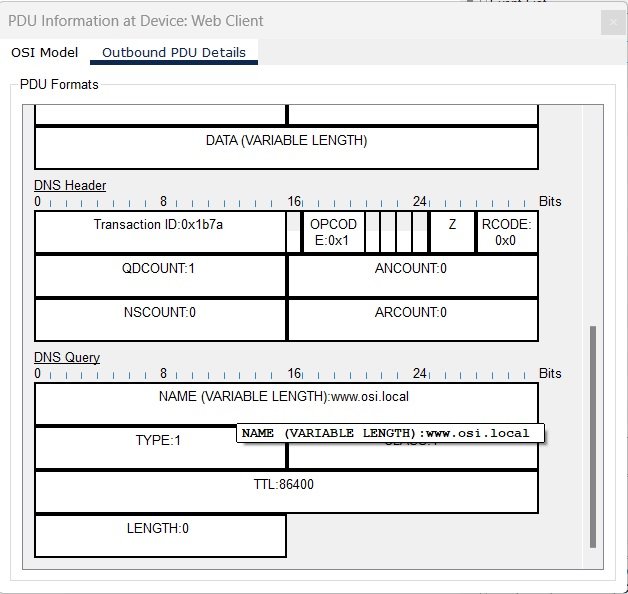 PDU Information at Device: Web Client
OSI Model Outbound PDU Details
PDU Formats
DATA (VARIABLE LENGTH)
DNS Header
0 8 16 24 Bits
Transaction ID:0x1b7a OPCOD Z RCODE:
E:0x1 0x0
QDCOUNT:1 ANCOUNT:0
NSCOUNT:0 ARCOUNT:0
DNS Query
0 8 16 24 Bits
NAME (VARIABLE LENGTH):www.osi.local
NAME (VARIABLE LENGTH):www.osi.local
TYPE:1
TTL:86400
LENGTH:0